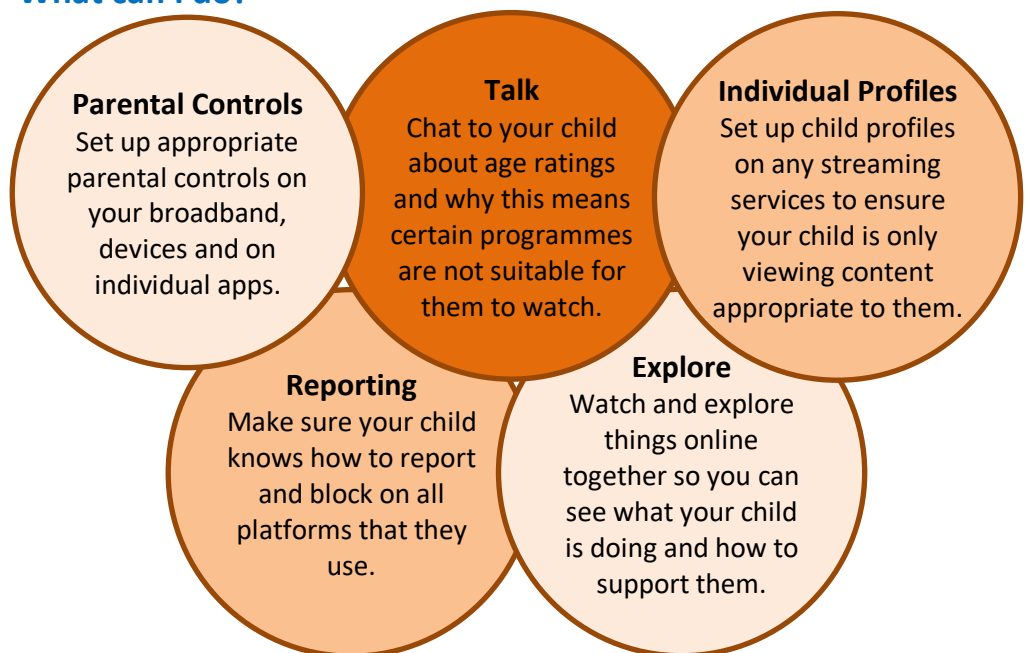 What can I do?
Parental Controls
Set up appropriate
parental controls on
your broadband,
devices and on
individual apps.
Talk
Chat to your child
about age ratings
and why this means
certain programmes
are not suitable for
them to watch.
Individual Profiles
Set up child profiles
on any streaming
services to ensure
your child is only
viewing content
appropriate to them.
Reporting
Make sure your child
knows how to report
and block on all
platforms that they
use.
Explore
Watch and explore
things online
together so you can
see what your child
is doing and how to
support them.